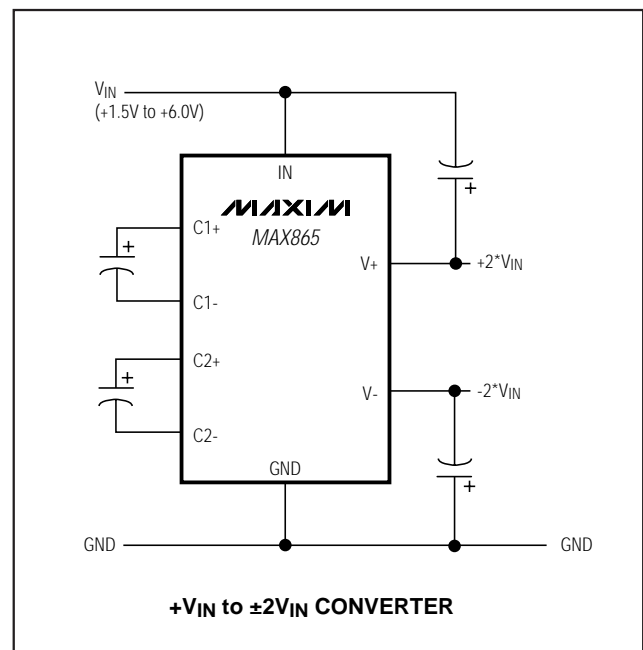 VIN
(+1.5V to +6.0V)
IN
MAXIM
MAX865
C1+
+
C1-
C2+
+
C2-
V+
+
+2*VIN
V-
-2*VIN
+
GND
GND
GND
+VIN to ±2VIN CONVERTER